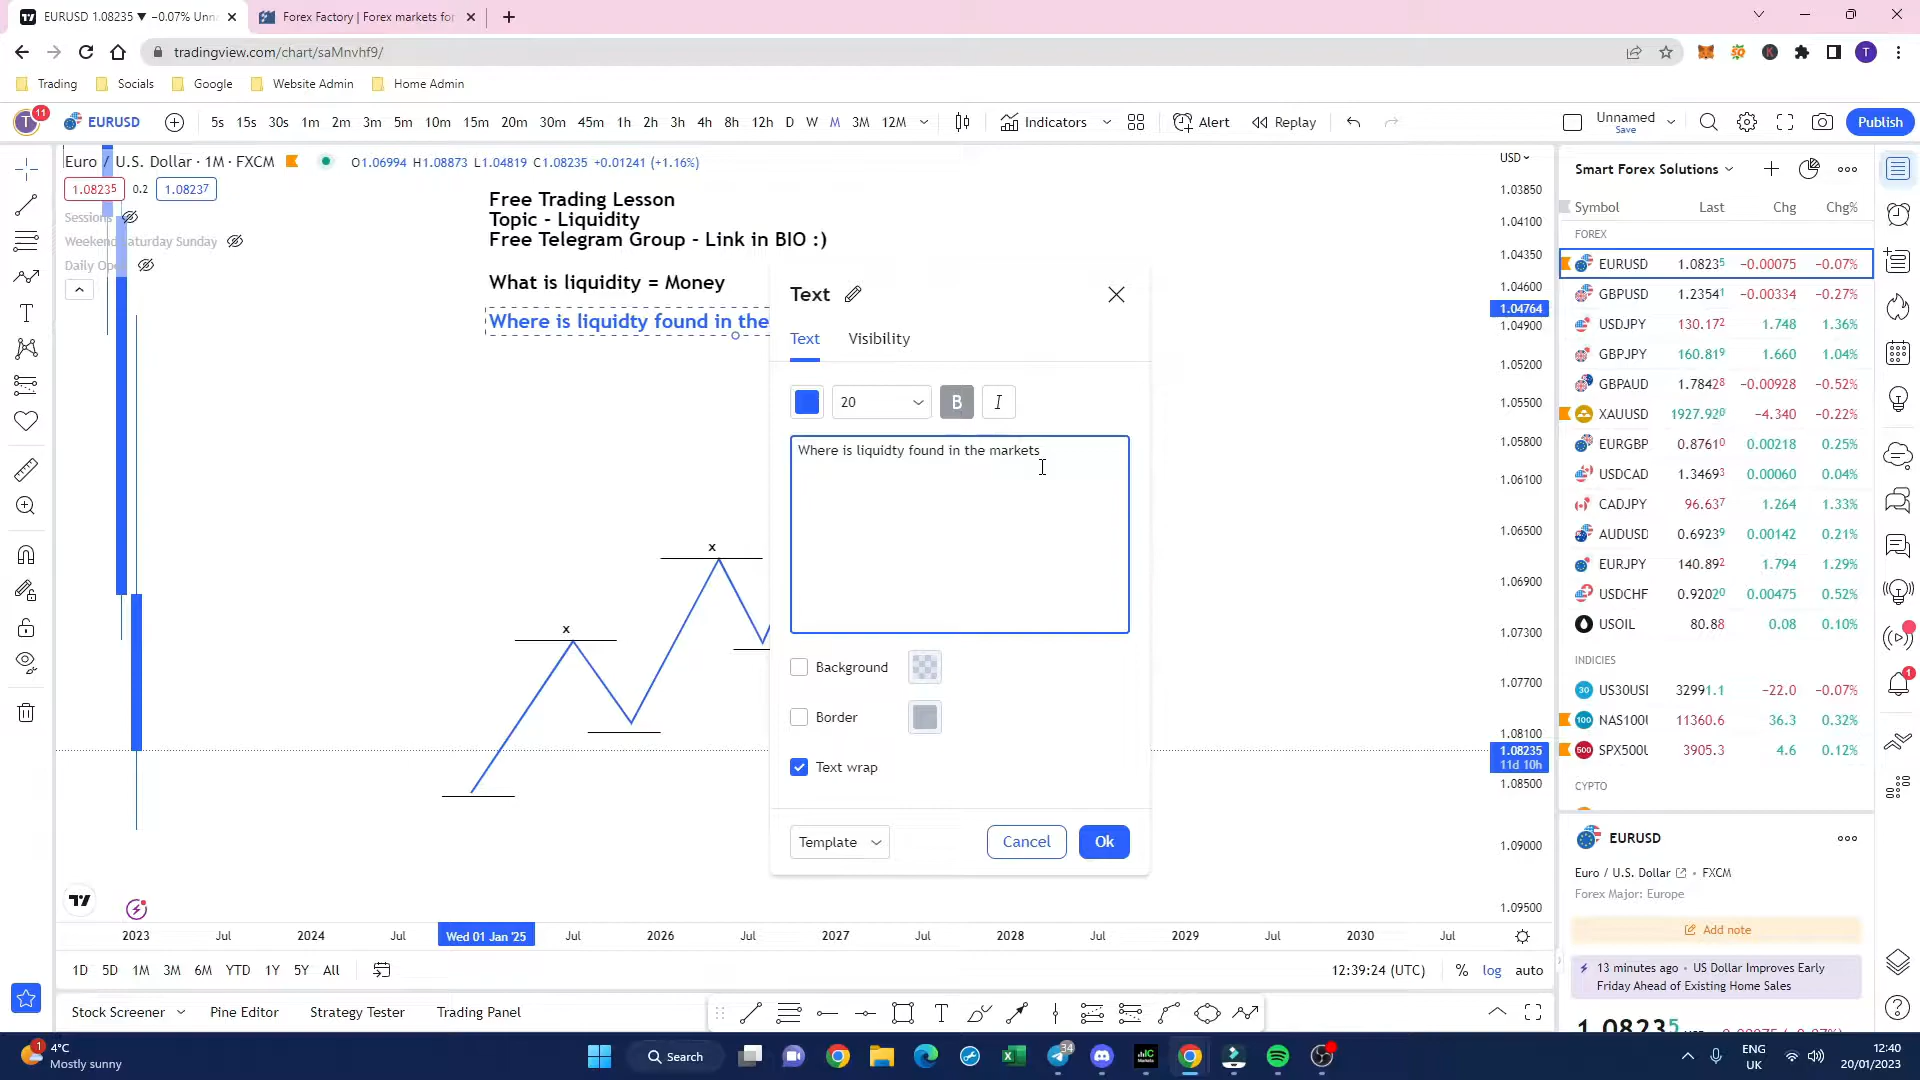 EURUSD 1.08235 ▼ −0.07% Unn
Forex Factory | Forex markets for
tradingview.com/chart/saMnvhf9/
Trading
Socials
Google
Website Admin
Home Admin
T 11
EURUSD
5s 15s 30s 1m 2m 3m 5m 10m 15m 20m 30m 45m 1h 2h 3h 4h 8h 12h D W M 3M 12M
Indicators
Alert
Replay
Unnamed
Save
Publish
Euro / U.S. Dollar · 1M · FXCM
O1.06994 H1.08873 L1.04819 C1.08235 +0.01241 (+1.16%)
1.08235 0.2 1.08237
Sessions
Weekend Saturday Sunday
Daily Op
Free Trading Lesson
Topic - Liquidity
Free Telegram Group - Link in BIO :)
What is liquidity = Money
Where is liquidty found in the
x
x
Text
Text
Visibility
20
B
I
Where is liquidty found in the markets
Background
Border
Text wrap
Template
Cancel
Ok
USD
1.03850
1.04100
1.04350
1.04600
1.04764
1.04900
1.05200
1.05500
1.05800
1.06100
1.06500
1.06900
1.07300
1.07700
1.08100
1.08235
11d 10h
1.08500
1.09000
1.09500
2023 Jul 2024 Jul Wed 01 Jan '25 Jul 2026 Jul 2027 Jul 2028 Jul 2029 Jul 2030 Jul
1D 5D 1M 3M 6M YTD 1Y 5Y All
12:39:24 (UTC) % log auto
Stock Screener
Pine Editor
Strategy Tester
Trading Panel
Smart Forex Solutions
Symbol Last Chg Chg%
FOREX
EURUSD 1.08235 −0.00075 −0.07%
GBPUSD 1.23541 −0.00334 −0.27%
USDJPY 130.172 1.748 1.36%
GBPJPY 160.819 1.660 1.04%
GBPAUD 1.78428 −0.00928 −0.52%
XAUUSD 1927.920 −4.340 −0.22%
EURGBP 0.87610 0.00218 0.25%
USDCAD 1.34693 0.00060 0.04%
CADJPY 96.637 1.264 1.33%
AUDUSD 0.69239 0.00142 0.21%
EURJPY 140.892 1.794 1.29%
USDCHF 0.92020 0.00475 0.52%
USOIL 80.88 0.08 0.10%
INDICIES
30 US30USI 32991.1 −22.0 −0.07%
100 NAS100U 11360.6 36.3 0.32%
500 SPX500U 3905.3 4.6 0.12%
CYPTO
EURUSD
Euro / U.S. Dollar • FXCM
Forex Major: Europe
Add note
13 minutes ago • US Dollar Improves Early
Friday Ahead of Existing Home Sales
1.08235
1
1
4°C
Mostly sunny
Search
34
ENG
UK
12:40
20/01/2023